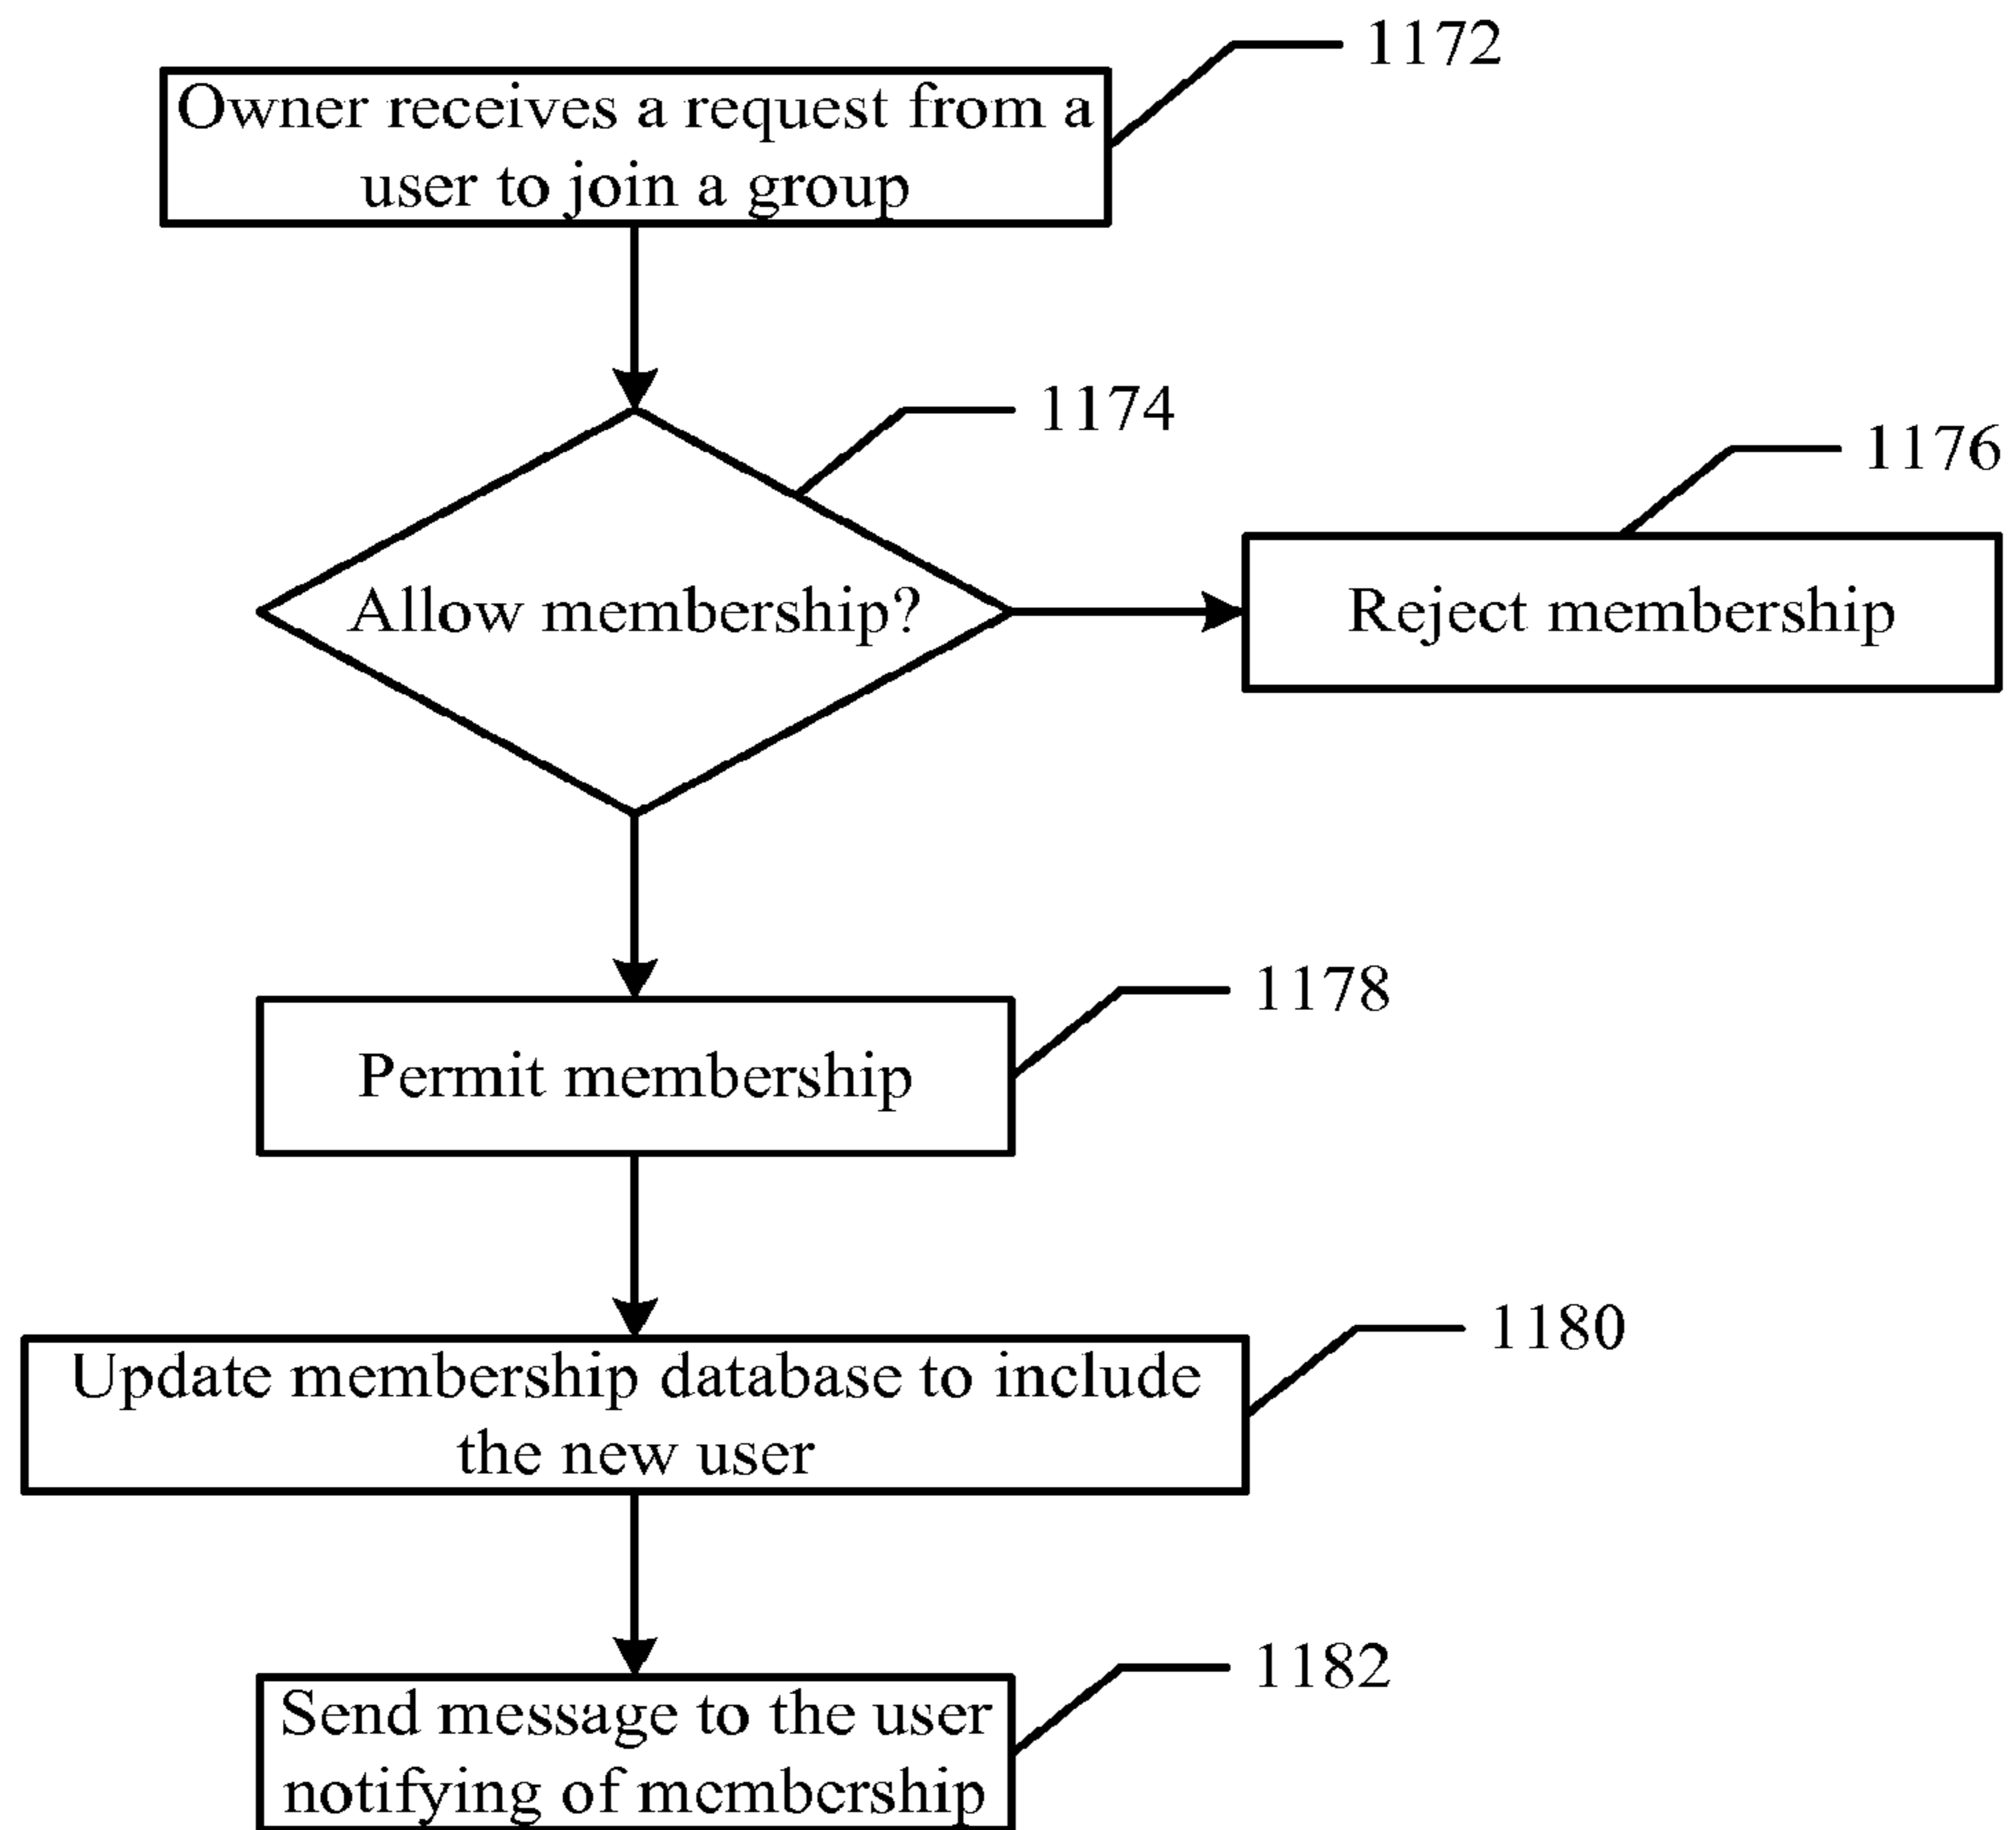 1172
Owner receives a request from a
user to join a group
1174
1176
Allow membership?
Reject membership
1178
Permit membership
1180
Update membership database to include
the new user
1182
Send message to the user
notifying of membership